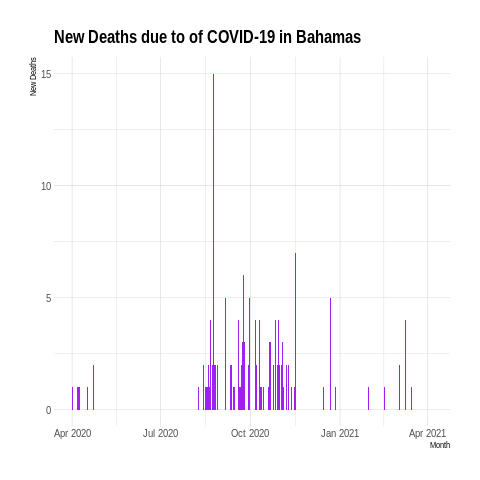 New Deaths due to of COVID-19 in Bahamas
New Deaths
15
10
5
0
Apr 2020 Jul 2020 Oct 2020 Jan 2021 Apr 2021
Month